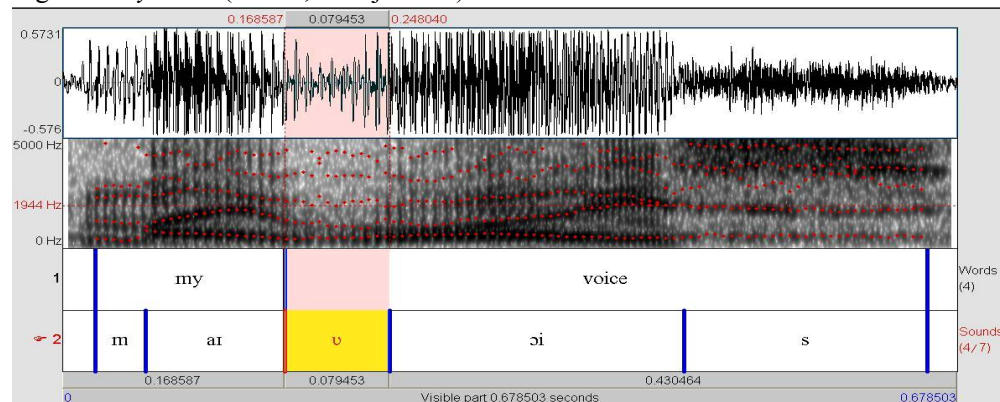 0.168587 0.079453 0.248040
0.5731
0
-0.576
5000 Hz
1944 Hz
0 Hz
1 my voice Words
(4)
☞ 2 m aɪ ʋ ɔi s Sounds
(4/7)
0.168587 0.079453 0.430464
0 Visible part 0.678503 seconds 0.678503